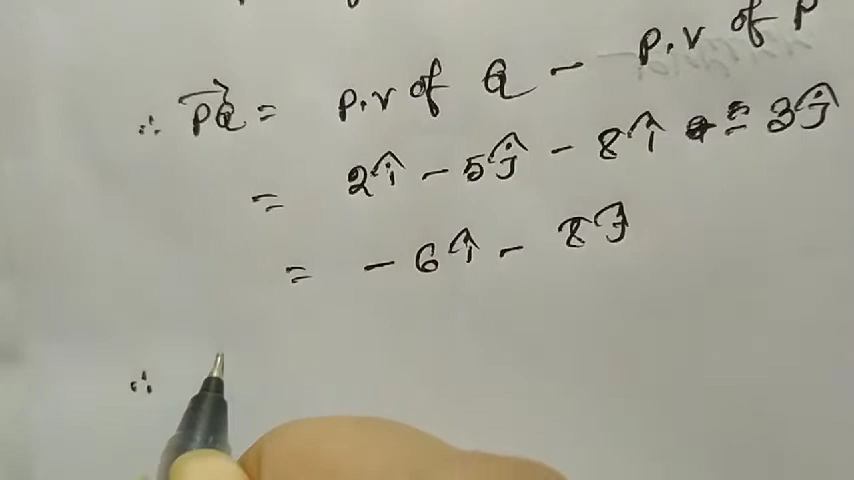 ∴ PQ⃗ = P.V of Q - P.V of P
= 2î - 5ĵ - 8î - 3ĵ
= - 6î - 8ĵ
∴